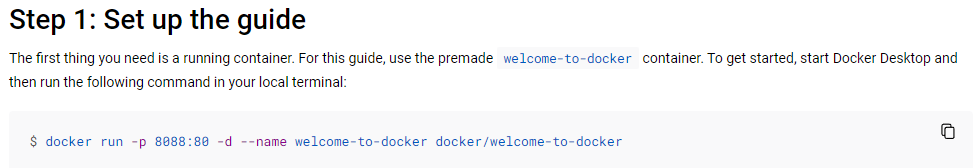 Step 1: Set up the guide
The first thing you need is a running container. For this guide, use the premade welcome-to-docker container. To get started, start Docker Desktop and
then run the following command in your local terminal:
$ docker run -p 8088:80 -d --name welcome-to-docker docker/welcome-to-docker